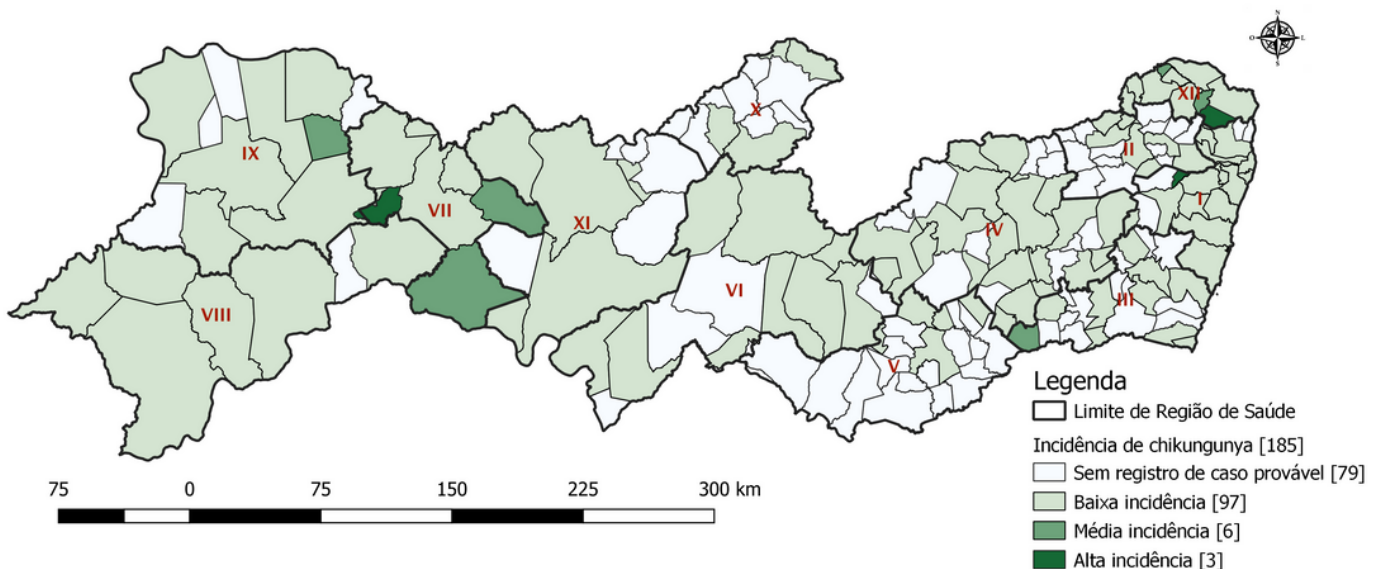 N
O L
S
XII
X
II
IX
I
VII
XI
IV
VI
III
VIII
V
Legenda
Limite de Região de Saúde
Incidência de chikungunya [185]
Sem registro de caso provável [79]
Baixa incidência [97]
Média incidência [6]
Alta incidência [3]
75 0 75 150 225 300 km